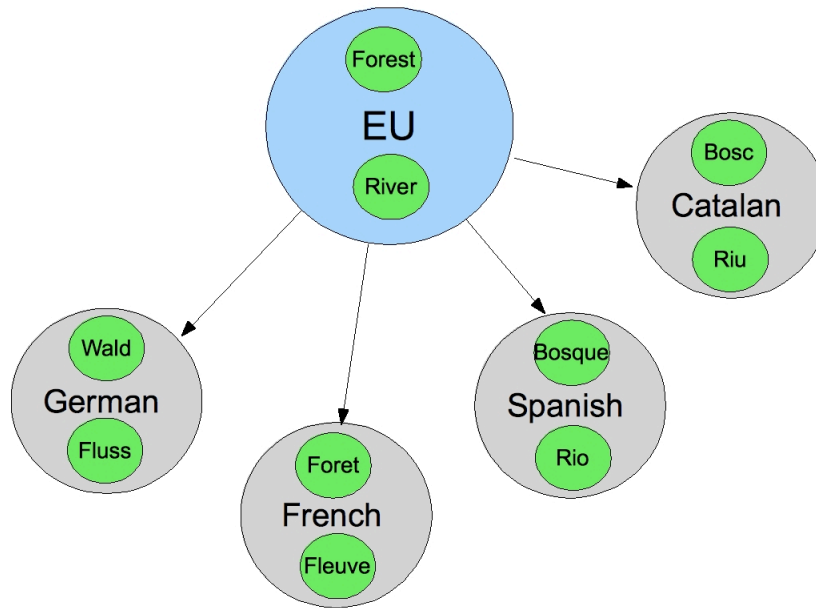 Forest
EU
River
Bosc
Catalan
Riu
Wald
German
Fluss
Foret
French
Fleuve
Bosque
Spanish
Rio